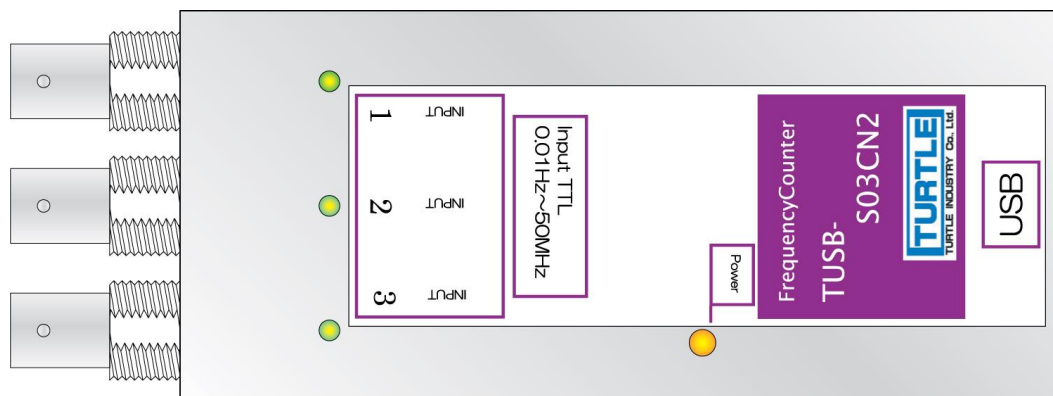 INPUT
1
INPUT
2
INPUT
3
Input TTL
0.01Hz~50MHz
Power
FrequencyCounter
TUSB-
S03CN2
TURTLE
TURTLE INDUSTRY Co., Ltd.
USB